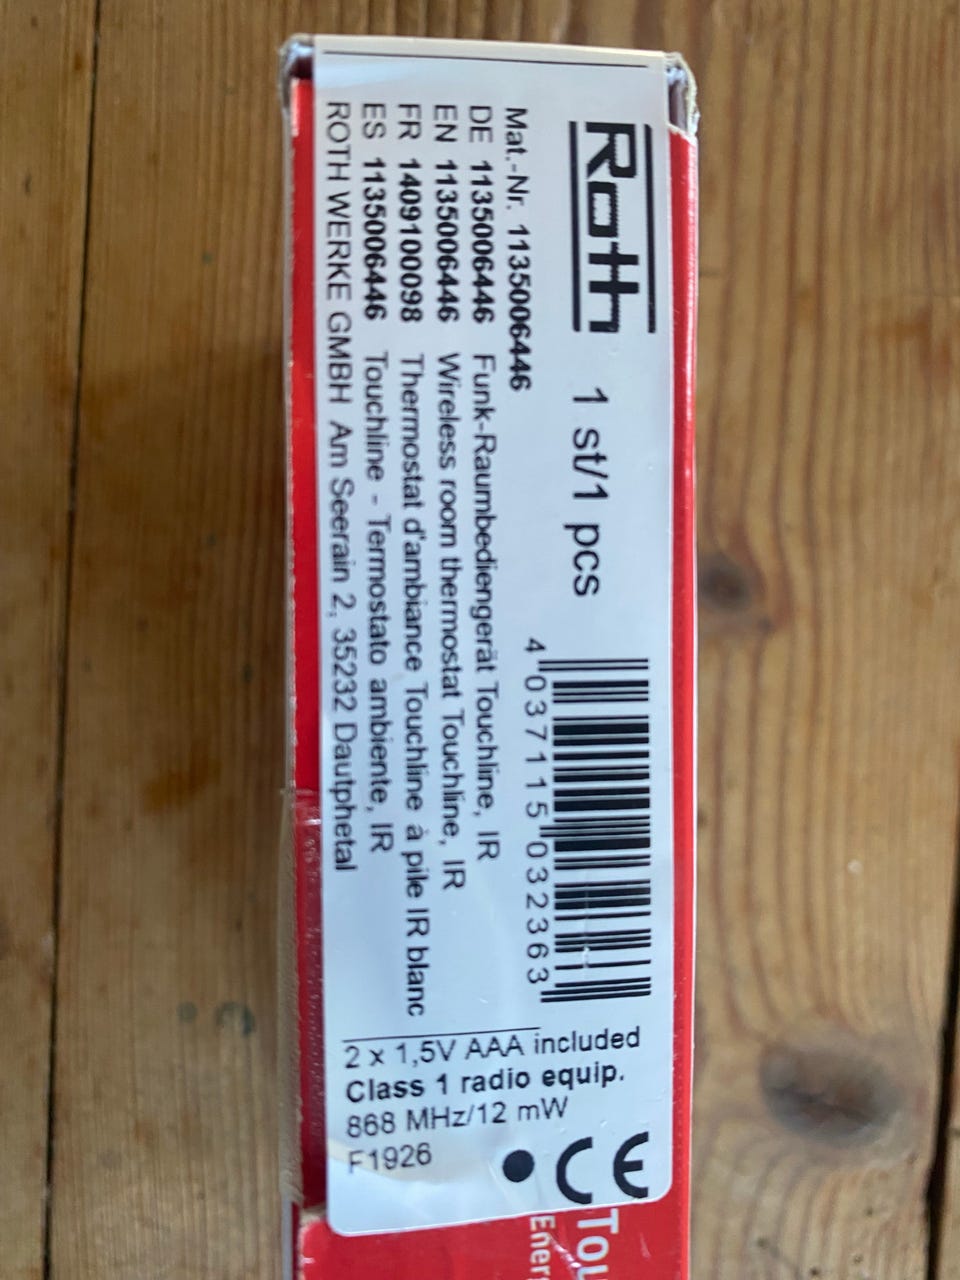 Roth
1 st/1 pcs
4 037115 032363
Mat.-Nr. 1135006446
DE 1135006446 Funk-Raumbediengerät Touchline, IR
EN 1135006446 Wireless room thermostat Touchline, IR
FR 1409100098 Thermostat d'ambiance Touchline à pile IR blanc
ES 1135006446 Touchline - Termostato ambiente, IR
ROTH WERKE GMBH Am Seerain 2, 35232 Dautphetal
2 x 1,5V AAA included
Class 1 radio equip.
868 MHz/12 mW
F1926
CE